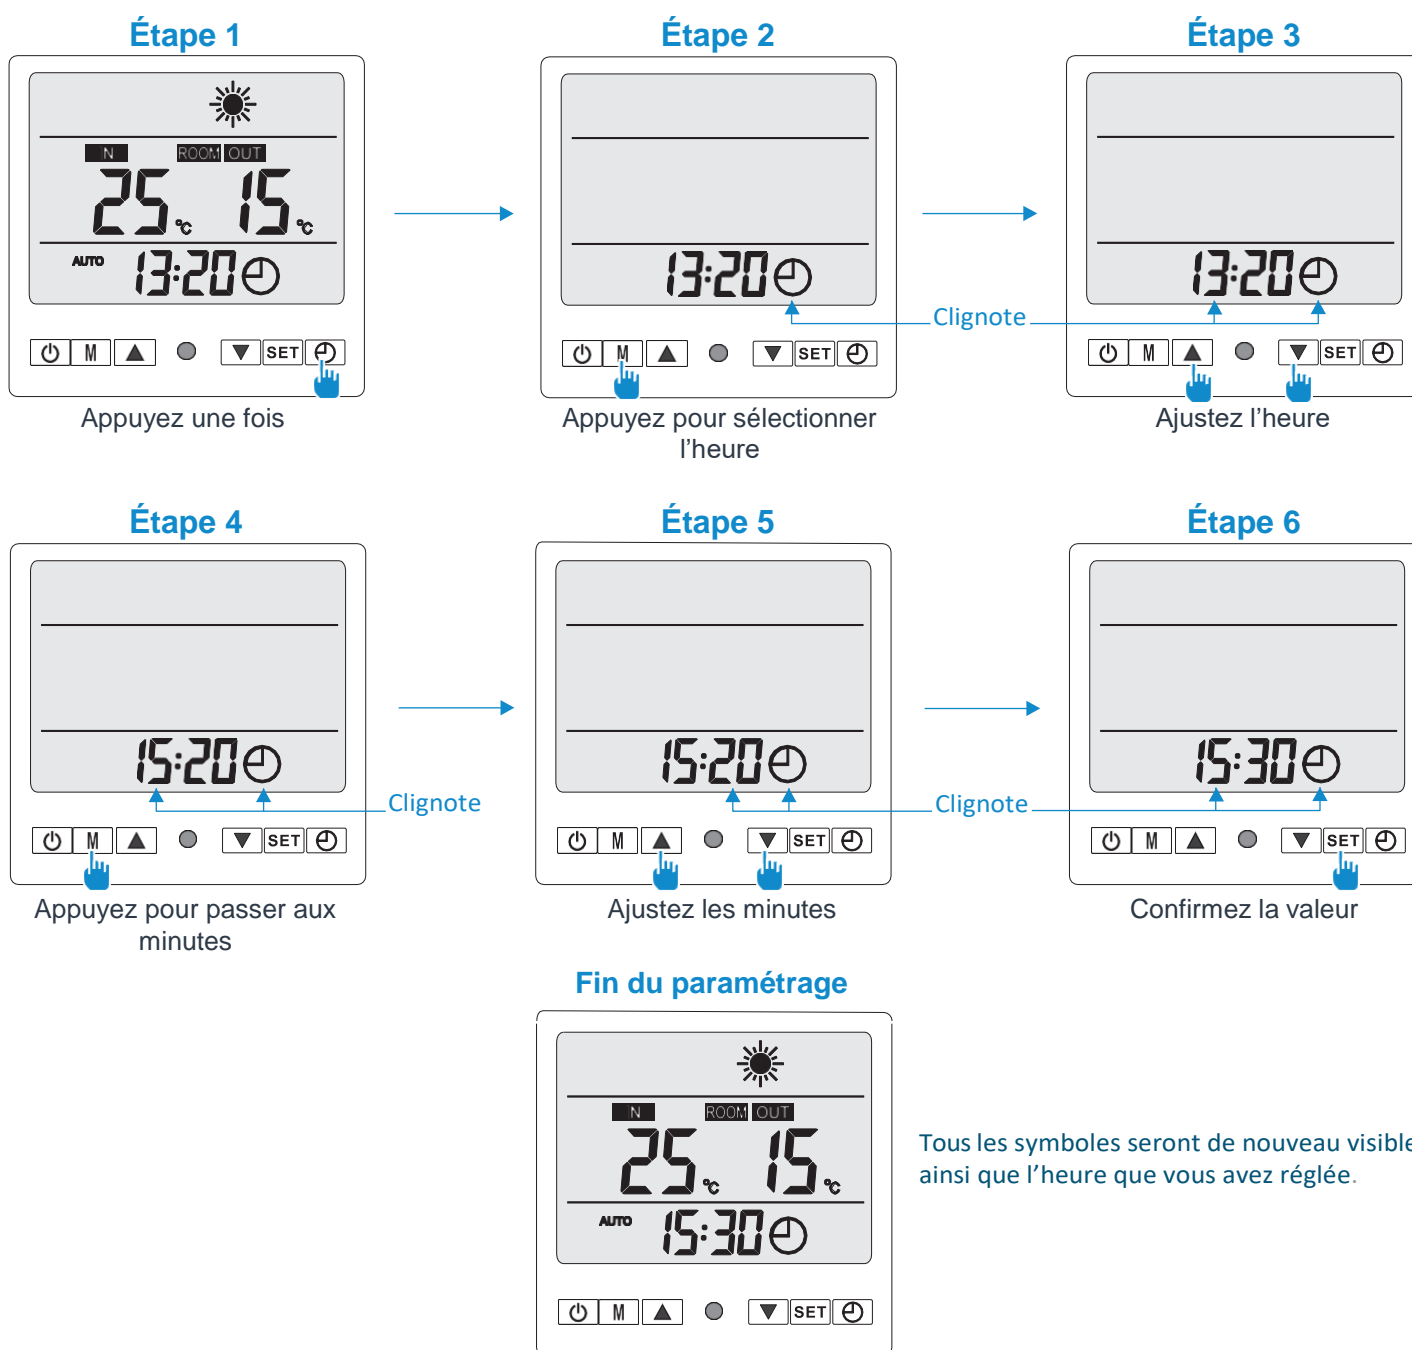 Étape 1
IN ROOM OUT
25 °C 15 °C
AUTO 13:20
M SET
Appuyez une fois
Étape 2
13:20
M SET
Appuyez pour sélectionner
l'heure
Étape 3
13:20
Clignote
M SET
Ajustez l'heure
Étape 4
15:20
Clignote
M SET
Appuyez pour passer aux
minutes
Étape 5
15:20
Clignote
M SET
Ajustez les minutes
Étape 6
15:30
M SET
Confirmez la valeur
Fin du paramétrage
IN ROOM OUT
25 °C 15 °C
AUTO 15:30
M SET
Tous les symboles seront de nouveau visible
ainsi que l'heure que vous avez réglée.